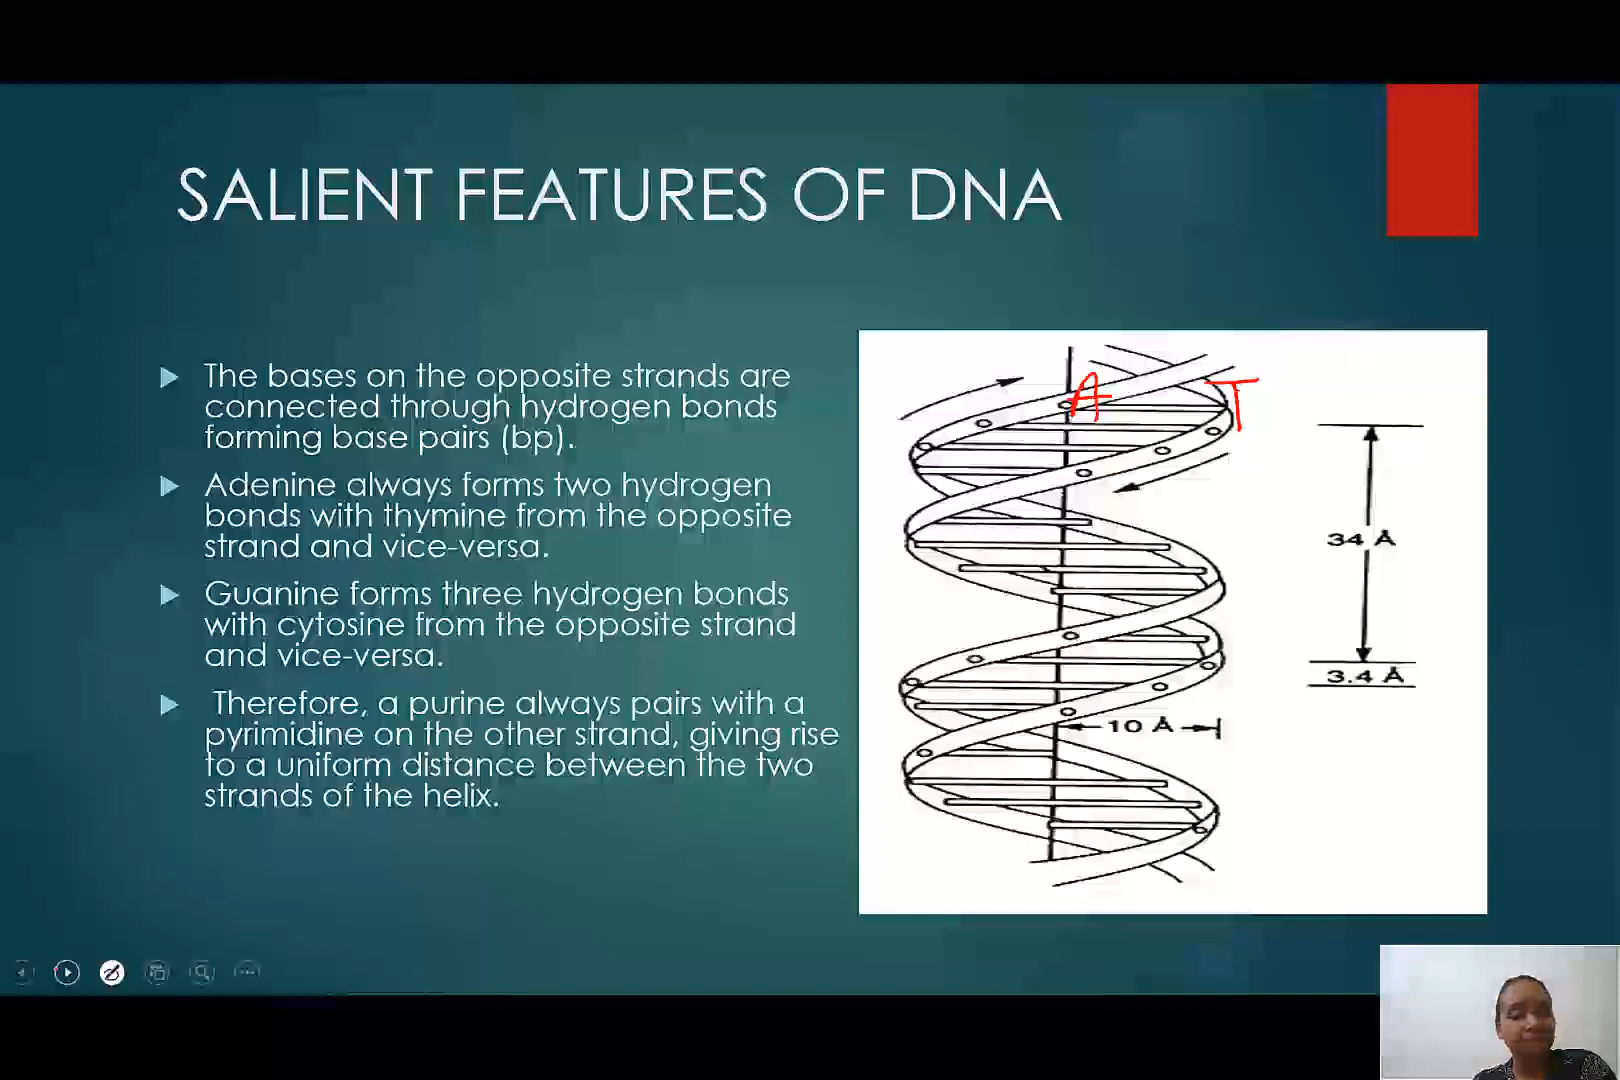 SALIENT FEATURES OF DNA
The bases on the opposite strands are
connected through hydrogen bonds
forming base pairs (bp).
Adenine always forms two hydrogen
bonds with thymine from the opposite
strand and vice-versa.
Guanine forms three hydrogen bonds
with cytosine from the opposite strand
and vice-versa.
Therefore, a purine always pairs with a
pyrimidine on the other strand, giving rise
to a uniform distance between the two
strands of the helix.
A T
34 Å
3.4 Å
10 Å